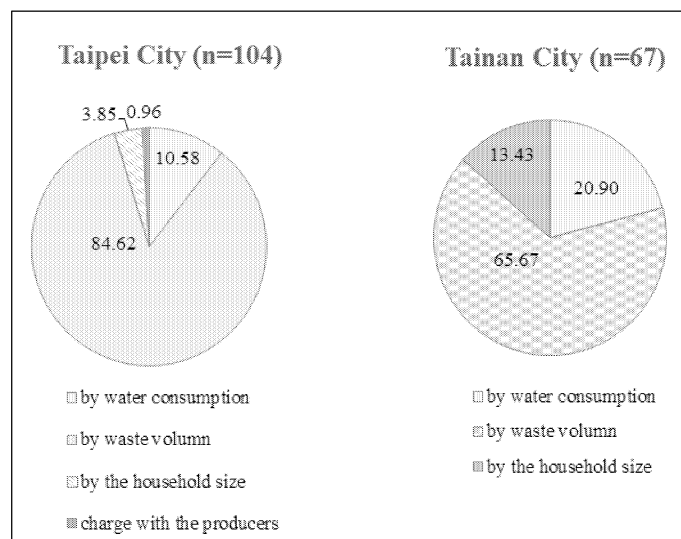 Taipei City (n=104)
3.85
0.96
10.58
84.62
by water consumption
by waste volumn
by the household size
charge with the producers
Tainan City (n=67)
13.43
20.90
65.67
by water consumption
by waste volumn
by the household size